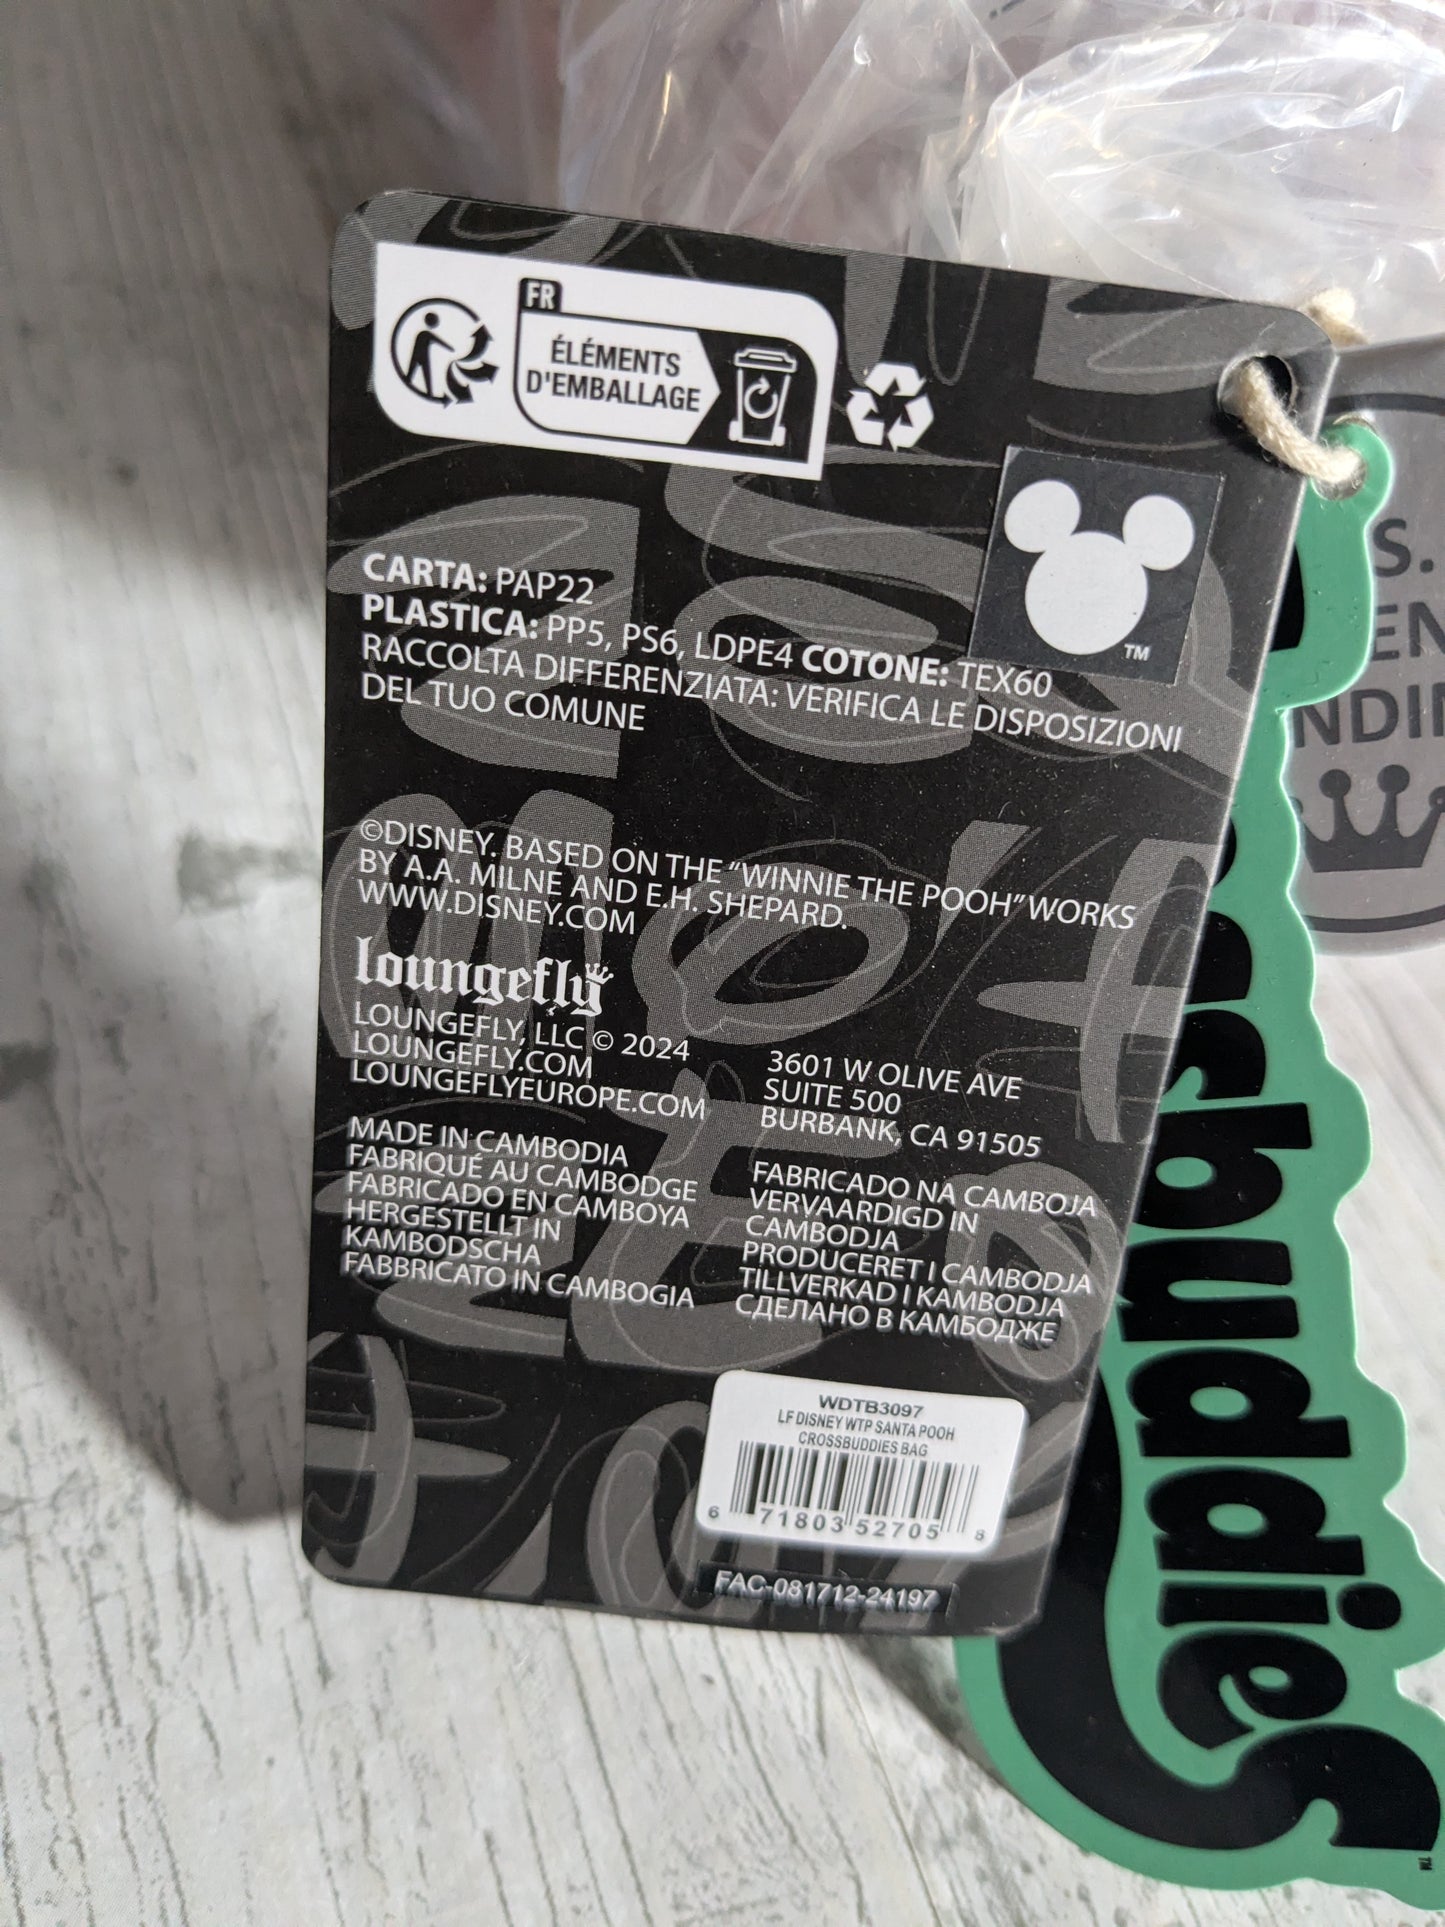 FR
ÉLÉMENTS
D'EMBALLAGE
TM
CARTA: PAP22
PLASTICA: PP5, PS6, LDPE4 COTONE: TEX60
RACCOLTA DIFFERENZIATA: VERIFICA LE DISPOSIZIONI
DEL TUO COMUNE
©DISNEY. BASED ON THE "WINNIE THE POOH" WORKS
BY A.A. MILNE AND E.H. SHEPARD.
WWW.DISNEY.COM
loungefly
LOUNGEFLY, LLC © 2024
LOUNGEFLY.COM
LOUNGEFLYEUROPE.COM
3601 W OLIVE AVE
SUITE 500
BURBANK, CA 91505
MADE IN CAMBODIA
FABRIQUÉ AU CAMBODGE
FABRICADO EN CAMBOYA
HERGESTELLT IN
KAMBODSCHA
FABBRICATO IN CAMBOGIA
FABRICADO NA CAMBOJA
VERVAARDIGD IN
CAMBODJA
PRODUCERET I CAMBODJA
TILLVERKAD I KAMBODJA
СДЕЛАНО В КАМБОДЖЕ
WDTB3097
LF DISNEY WTP SANTA POOH
CROSSBUDDIES BAG
6 71803 52705 8
FAC-081712-24197
ssbuddies
TM